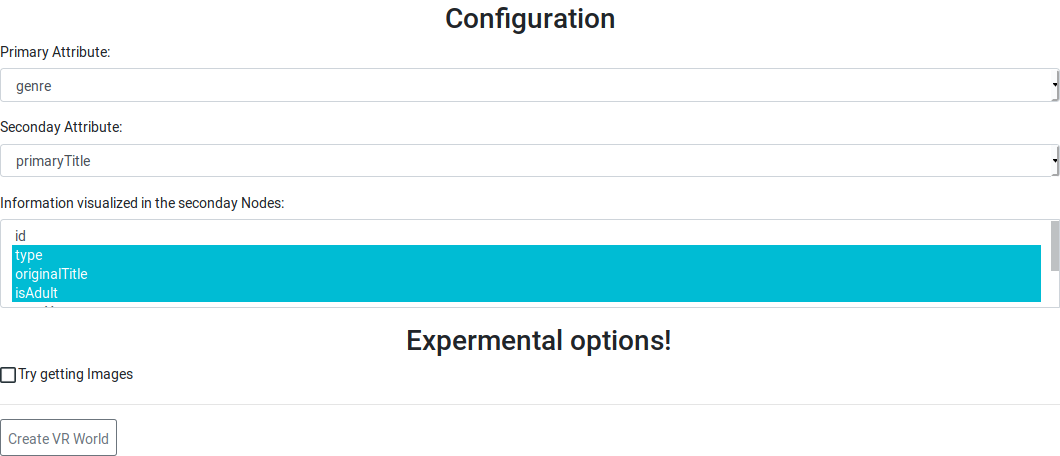 Configuration
Primary Attribute:
genre
Seconday Attribute:
primaryTitle
Information visualized in the seconday Nodes:
id
type
originalTitle
isAdult
Expermental options!
Try getting Images
Create VR World